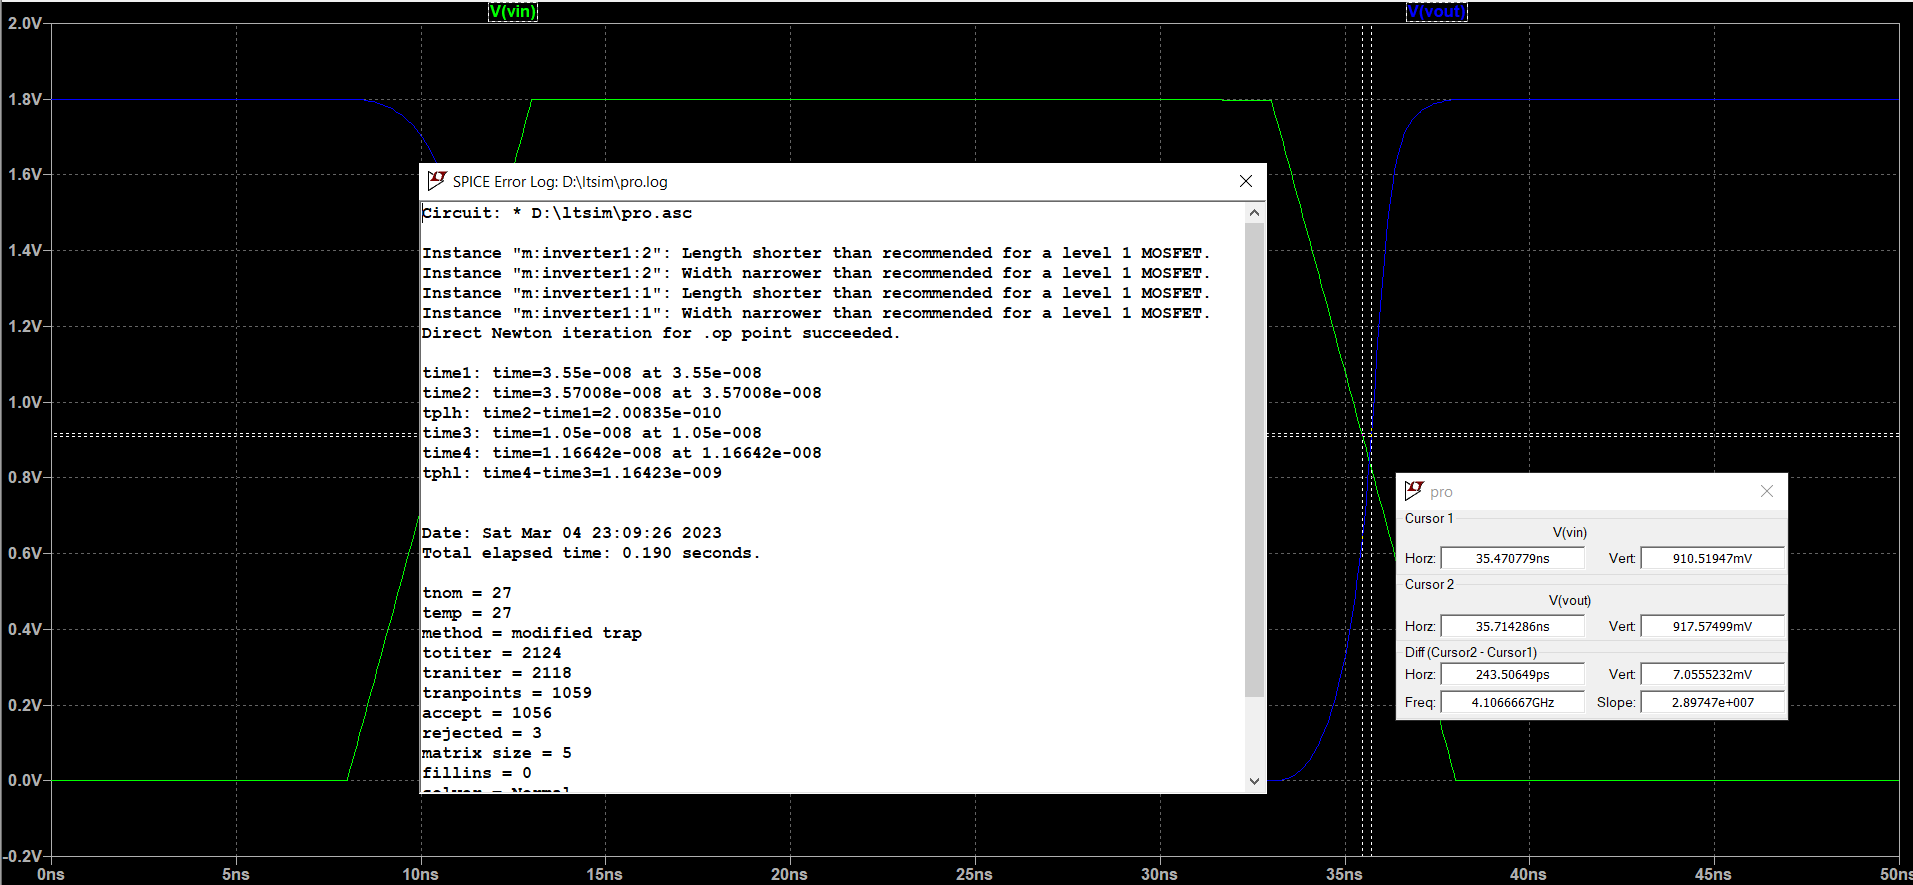 V(vin) V(vout)
2.0V
1.8V
1.6V
1.4V
1.2V
1.0V
0.8V
0.6V
0.4V
0.2V
0.0V
-0.2V
0ns 5ns 10ns 15ns 20ns 25ns 30ns 35ns 40ns 45ns 50ns
SPICE Error Log: D:\ltsim\pro.log
Circuit: * D:\ltsim\pro.asc
Instance "m:inverter1:2": Length shorter than recommended for a level 1 MOSFET.
Instance "m:inverter1:2": Width narrower than recommended for a level 1 MOSFET.
Instance "m:inverter1:1": Length shorter than recommended for a level 1 MOSFET.
Instance "m:inverter1:1": Width narrower than recommended for a level 1 MOSFET.
Direct Newton iteration for .op point succeeded.
time1: time=3.55e-008 at 3.55e-008
time2: time=3.57008e-008 at 3.57008e-008
tplh: time2-time1=2.00835e-010
time3: time=1.05e-008 at 1.05e-008
time4: time=1.16642e-008 at 1.16642e-008
tphl: time4-time3=1.16423e-009
Date: Sat Mar 04 23:09:26 2023
Total elapsed time: 0.190 seconds.
tnom = 27
temp = 27
method = modified trap
totiter = 2124
traniter = 2118
tranpoints = 1059
accept = 1056
rejected = 3
matrix size = 5
fillins = 0
solver = Normal
pro
Cursor 1
V(vin)
Horz: 35.470779ns Vert: 910.51947mV
Cursor 2
V(vout)
Horz: 35.714286ns Vert: 917.57499mV
Diff (Cursor2 - Cursor1)
Horz: 243.50649ps Vert: 7.0555232mV
Freq: 4.1066667GHz Slope: 2.89747e+007